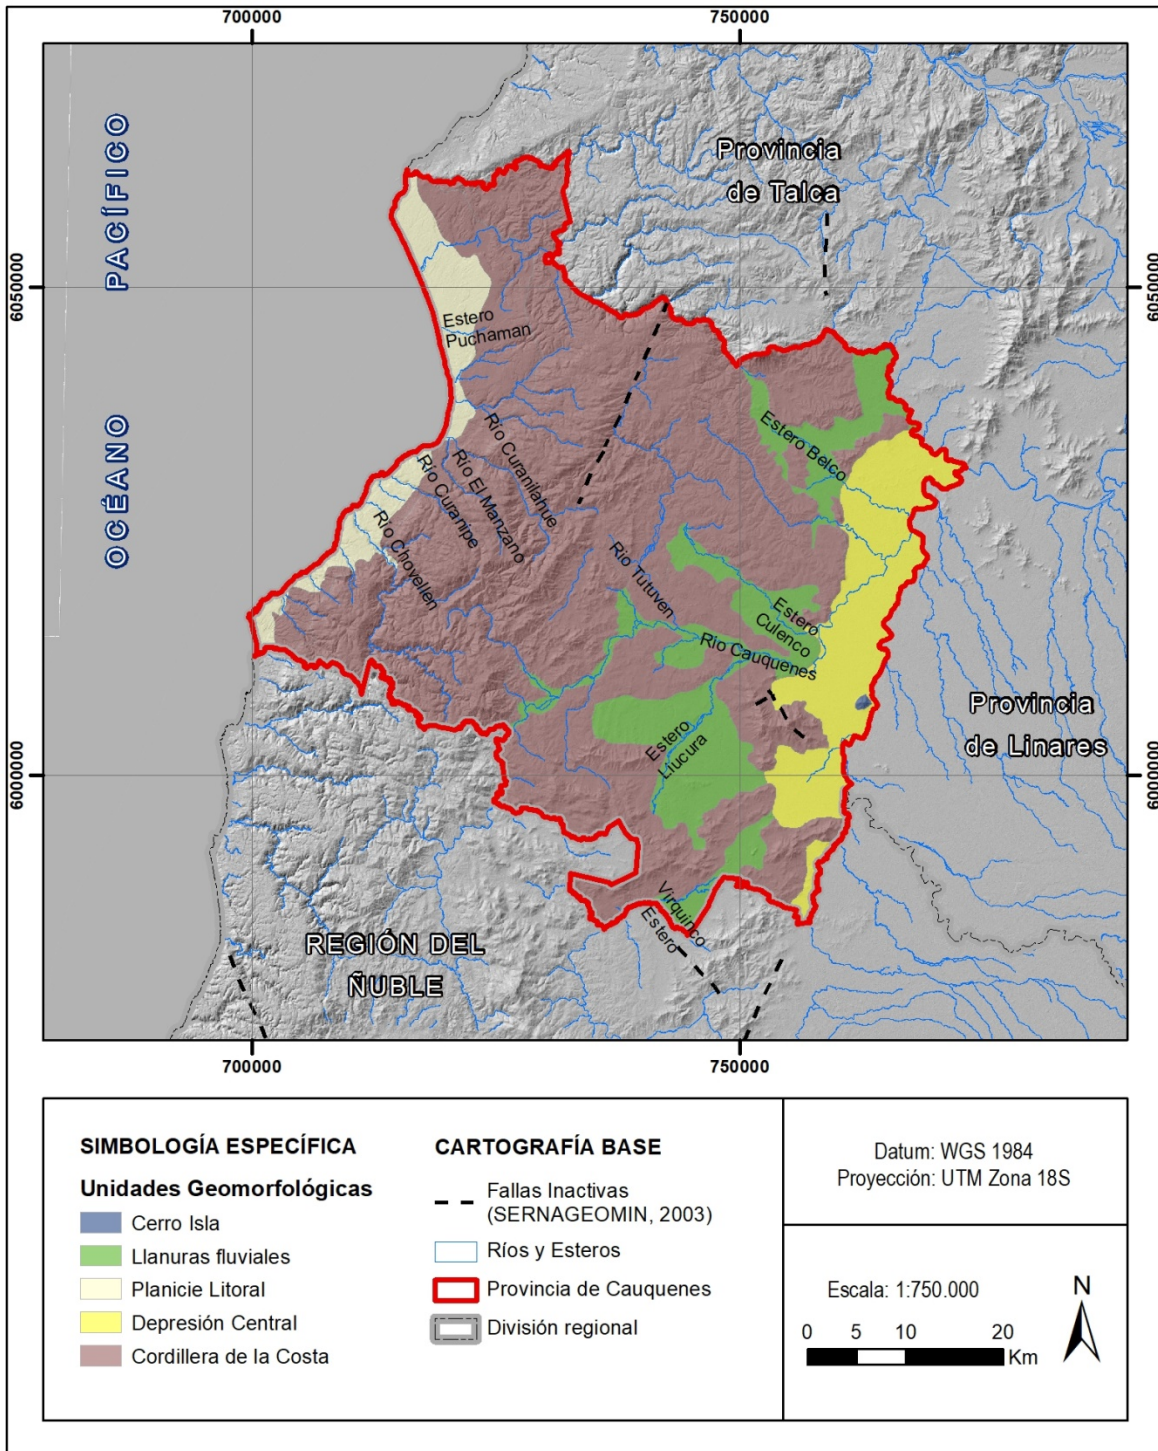 700000
750000
OCÉANO PACÍFICO
Provincia
de Talca
6050000
6050000
Estero
Puchaman
Estero Belco
Río Curanilahue
Río El Manzano
Río Curanipe
Río Chovellen
Rio Tutuven
Estero
Culenco
Rio Cauquenes
Provincia
de Linares
Estero
Llucura
6000000
6000000
Virquinco
Estero
REGIÓN DEL
ÑUBLE
700000
750000
SIMBOLOGÍA ESPECÍFICA
Unidades Geomorfológicas
Cerro Isla
Llanuras fluviales
Planicie Litoral
Depresión Central
Cordillera de la Costa
CARTOGRAFÍA BASE
Fallas Inactivas
(SERNAGEOMIN, 2003)
Ríos y Esteros
Provincia de Cauquenes
División regional
Datum: WGS 1984
Proyección: UTM Zona 18S
Escala: 1:750.000
N
0 5 10 20
Km